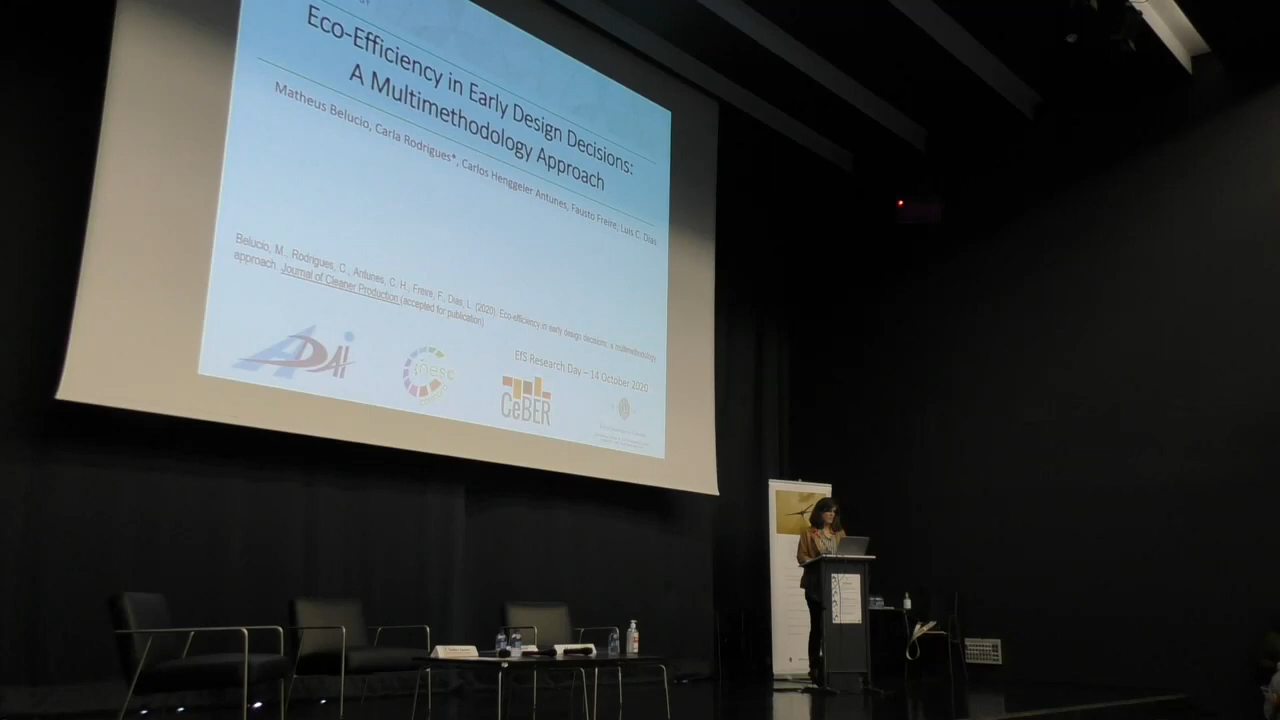 Eco-Efficiency in Early Design Decisions:
A Multimethodology Approach
Matheus Belucio, Carla Rodrigues*, Carlos Henggeler Antunes, Fausto Freire, Luis C. Dias
Belucio, M., Rodrigues, C., Antunes, C. H., Freire, F., Dias, L. (2020). Eco-efficiency in early design decisions: a multimethodology
approach. Journal of Cleaner Production (accepted for publication)
EfS Research Day – 14 October 2020
ADAI
inesc
CeBER